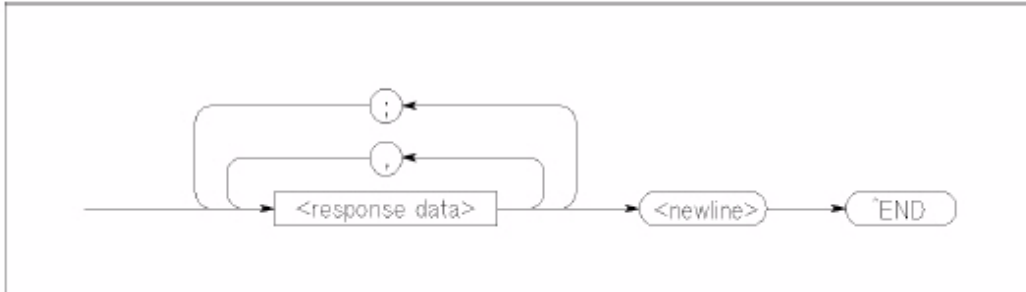 ;
,
<response data>
<newline>
^END